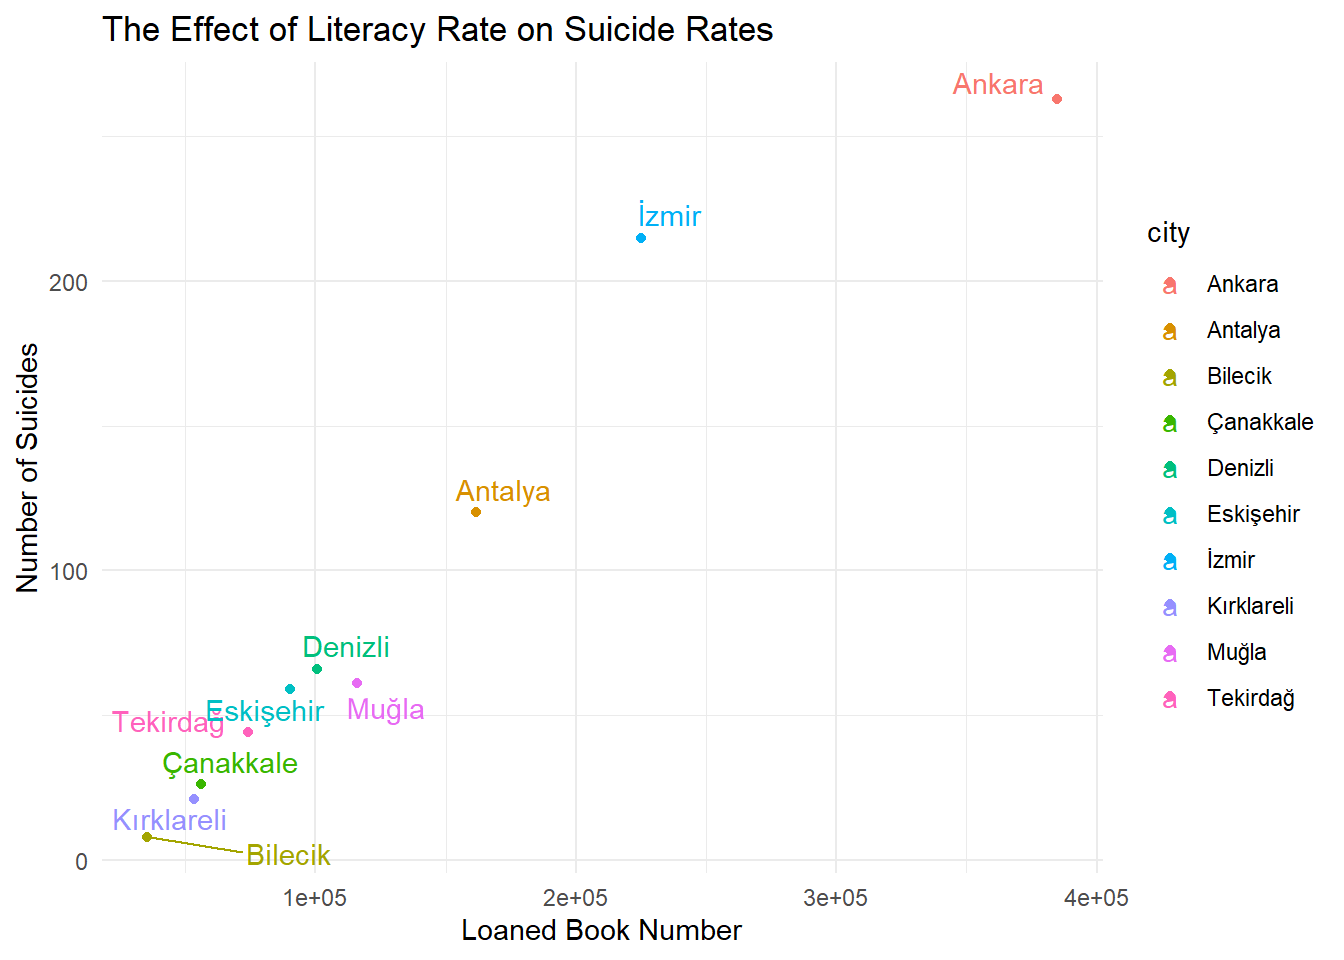 The Effect of Literacy Rate on Suicide Rates
Ankara
İzmir
Antalya
Denizli
Muğla
Eskişehir
Tekirdağ
Çanakkale
Kırklareli
Bilecik
200
100
0
1e+05
2e+05
3e+05
4e+05
Loaned Book Number
Number of Suicides
city
a Ankara
a Antalya
a Bilecik
a Çanakkale
a Denizli
a Eskişehir
a İzmir
a Kırklareli
a Muğla
a Tekirdağ